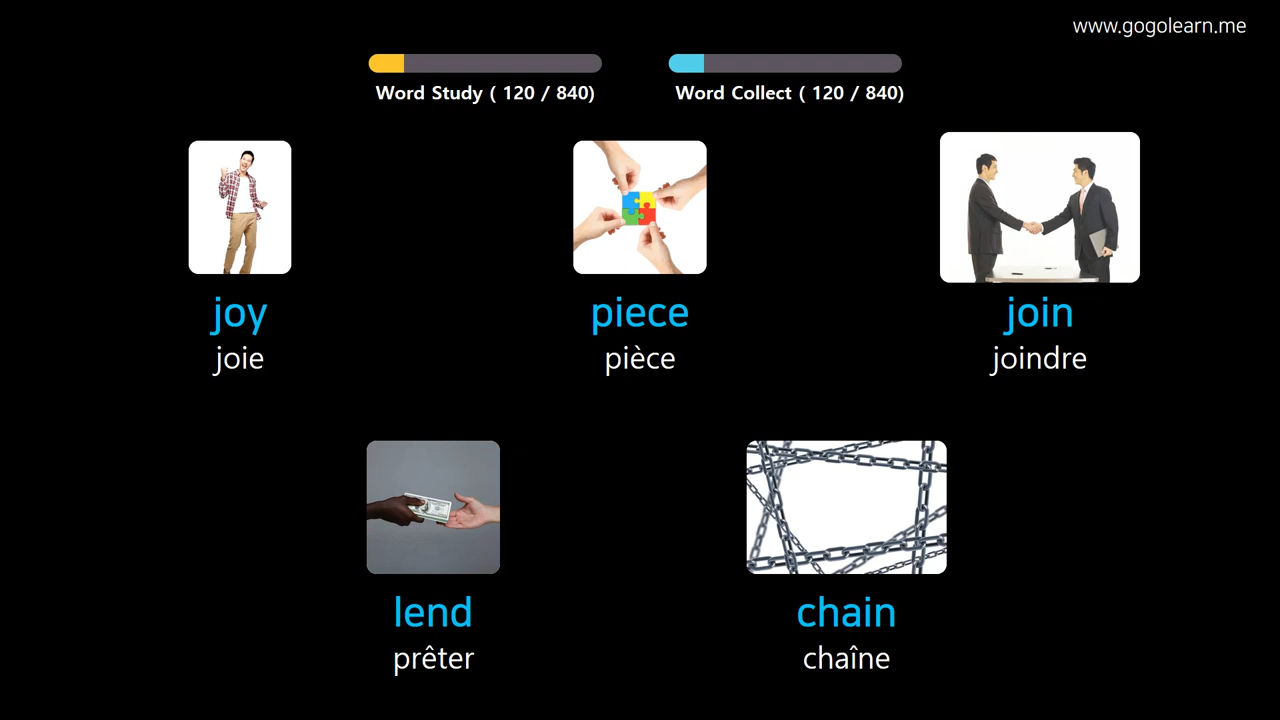 www.gogolearn.me
Word Study ( 120 / 840)
Word Collect ( 120 / 840)
joy
joie
piece
pièce
join
joindre
lend
prêter
chain
chaîne